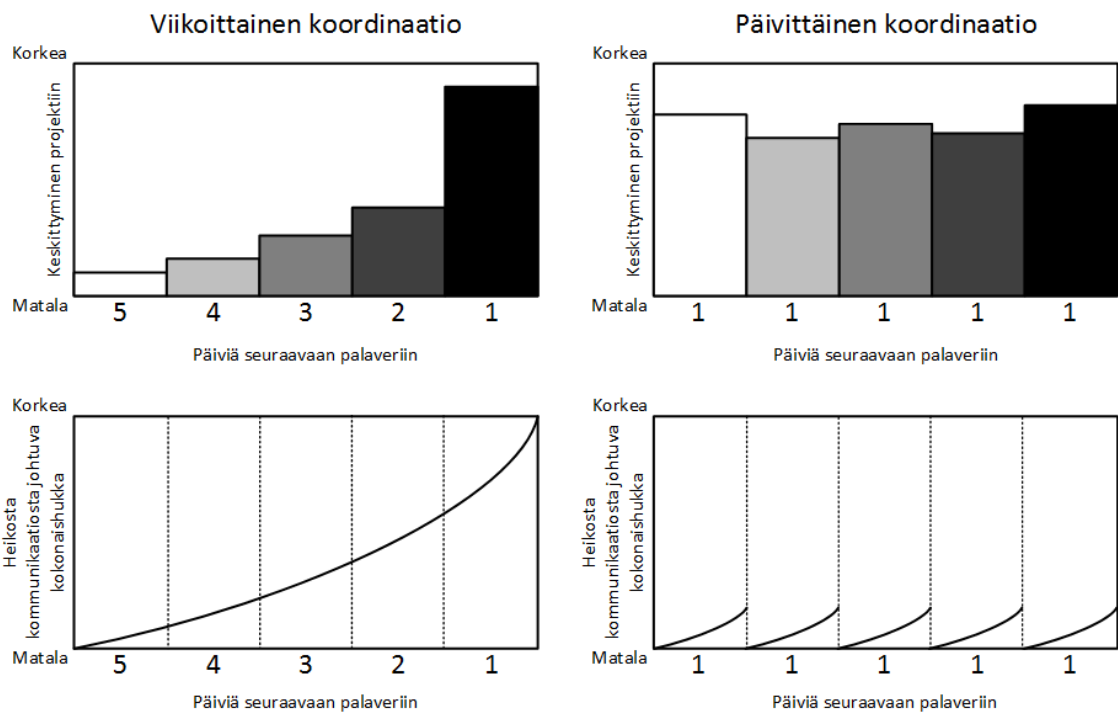 Viikoittainen koordinaatio
Korkea
Keskittyminen projektiin
Matala
5 4 3 2 1
Päiviä seuraavaan palaveriin
Päivittäinen koordinaatio
Korkea
Keskittyminen projektiin
Matala
1 1 1 1 1
Päiviä seuraavaan palaveriin
Korkea
Heikosta
kommunikaatiosta johtuva
kokonaishukka
Matala
5 4 3 2 1
Päiviä seuraavaan palaveriin
Korkea
Heikosta
kommunikaatiosta johtuva
kokonaishukka
Matala
1 1 1 1 1
Päiviä seuraavaan palaveriin